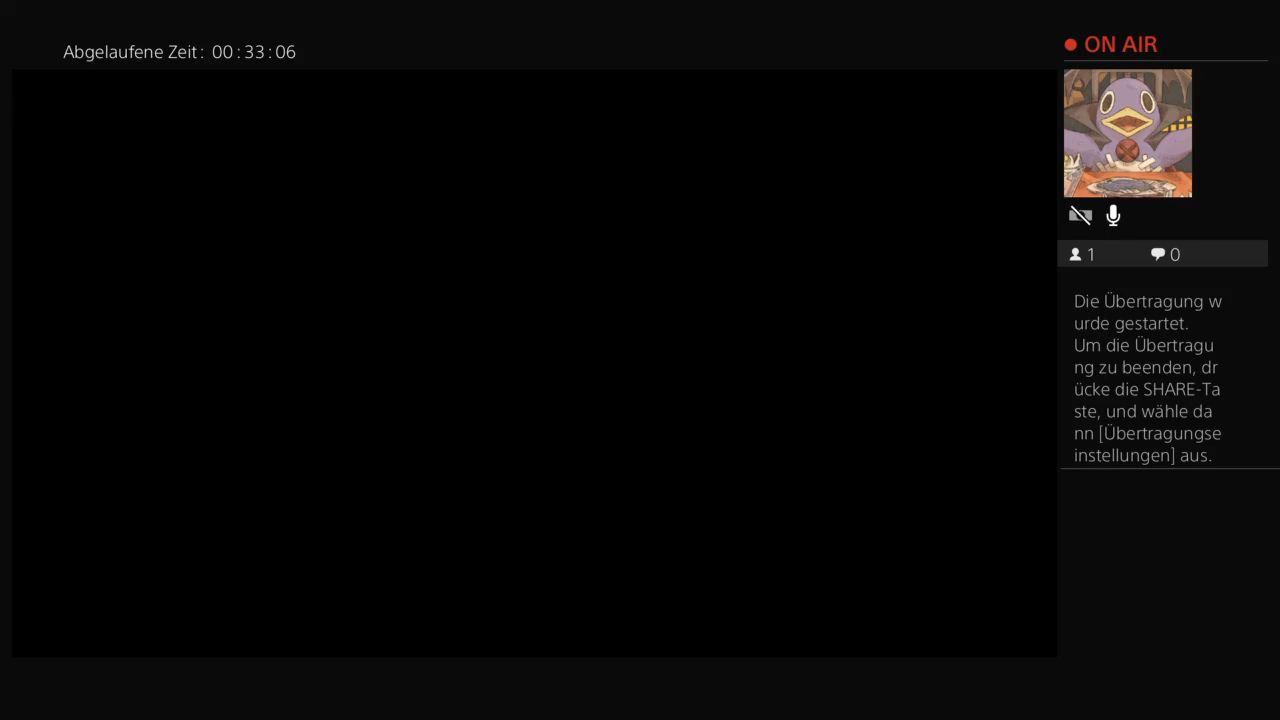 Abgelaufene Zeit: 00:33:06
ON AIR
1 0
Die Übertragung w
urde gestartet.
Um die Übertragu
ng zu beenden, dr
ücke die SHARE-Ta
ste, und wähle da
nn [Übertragungse
instellungen] aus.